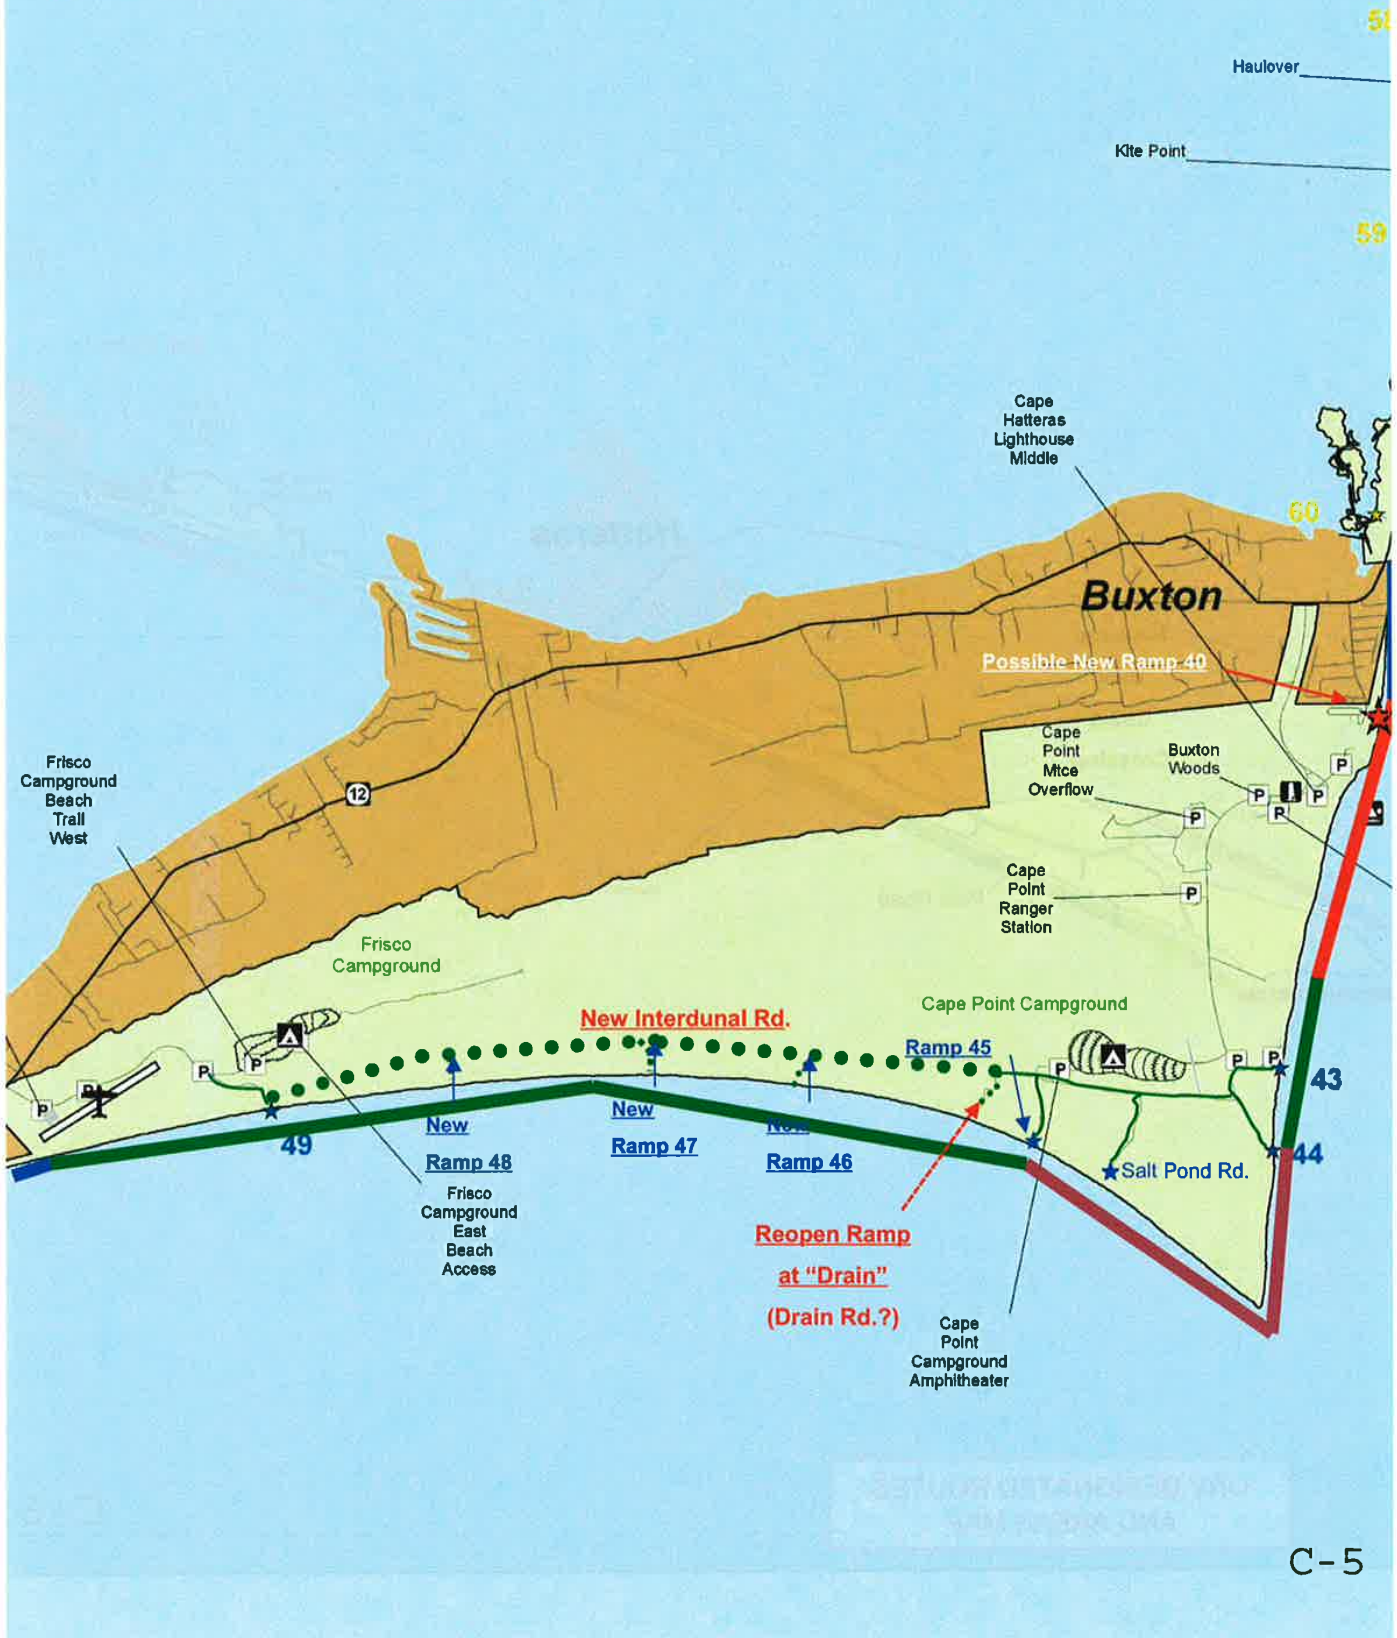 58
Haulover
Kite Point
59
Cape
Hatteras
Lighthouse
Middle
60
Buxton
Possible New Ramp 40
Cape
Point
Mtce
Overflow
Buxton
Woods
P
P
P
P
P
Frisco
Campground
Beach
Trail
West
12
Cape
Point
Ranger
Station
P
Frisco
Campground
Cape Point Campground
New Interdunal Rd.
Ramp 45
P
P
P
P
P
P
P
43
New
Ramp 48
New
Ramp 47
New
Ramp 46
49
44
Salt Pond Rd.
Frisco
Campground
East
Beach
Access
Reopen Ramp
at “Drain”
(Drain Rd.?)
Cape
Point
Campground
Amphitheater
C-5